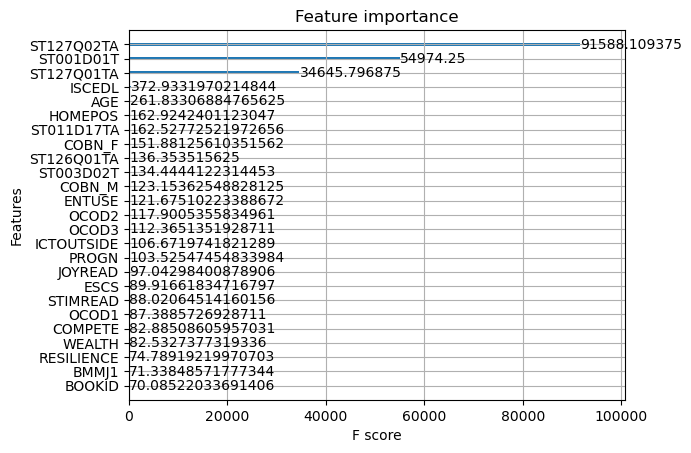 Feature importance
ST127Q02TA 91588.109375
ST001D01T 54974.25
ST127Q01TA 34645.796875
ISCEDL 372.9331970214844
AGE 261.83306884765625
HOMEPOS 162.9242401123047
ST011D17TA 162.52772521972656
COBN_F 151.88125610351562
ST126Q01TA 136.353515625
ST003D02T 134.4444122314453
COBN_M 123.15362548828125
ENTUSE 121.67510223388672
OCOD2 117.9005355834961
OCOD3 112.3651351928711
ICTOUTSIDE 106.6719741821289
PROGN 103.52547454833984
JOYREAD 97.04298400878906
ESCS 89.91661834716797
STIMREAD 88.02064514160156
OCOD1 87.3885726928711
COMPETE 82.88508605957031
WEALTH 82.5327377319336
RESILIENCE 74.78919219970703
BMMJ1 71.33848571777344
BOOKID 70.08522033691406
Features
0 20000 40000 60000 80000 100000
F score